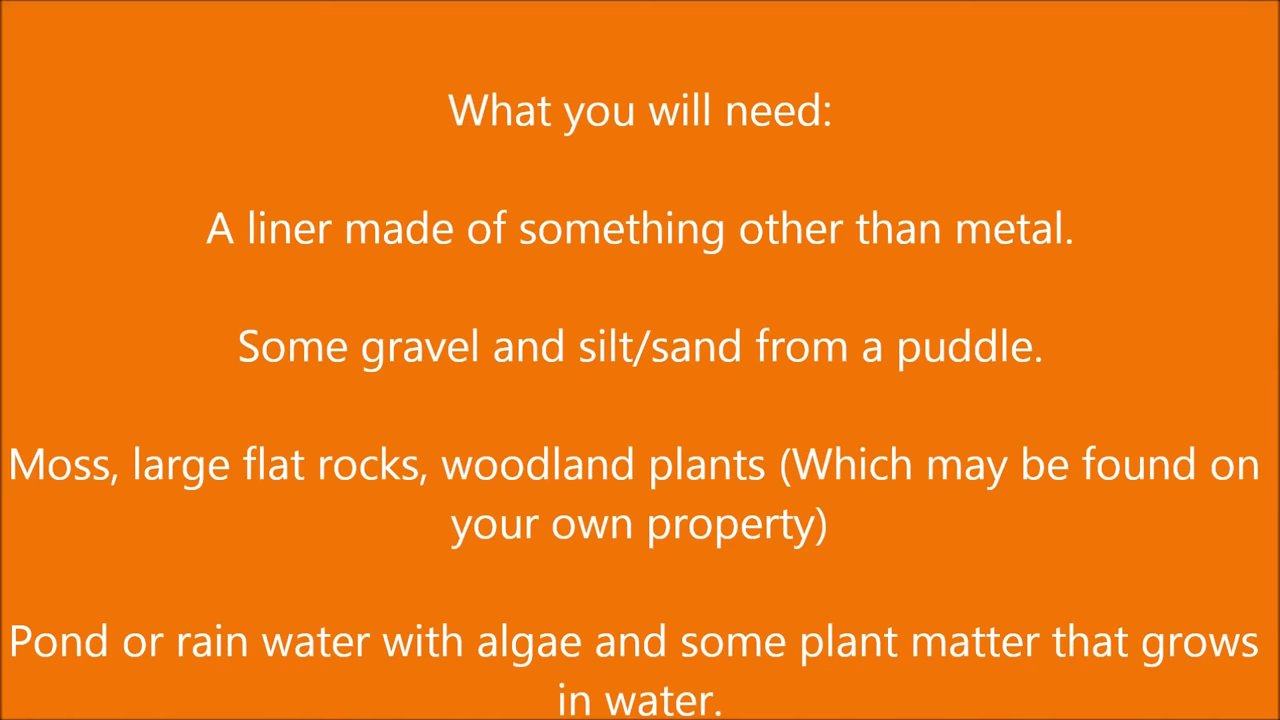 What you will need:
A liner made of something other than metal.
Some gravel and silt/sand from a puddle.
Moss, large flat rocks, woodland plants (Which may be found on
your own property)
Pond or rain water with algae and some plant matter that grows
in water.